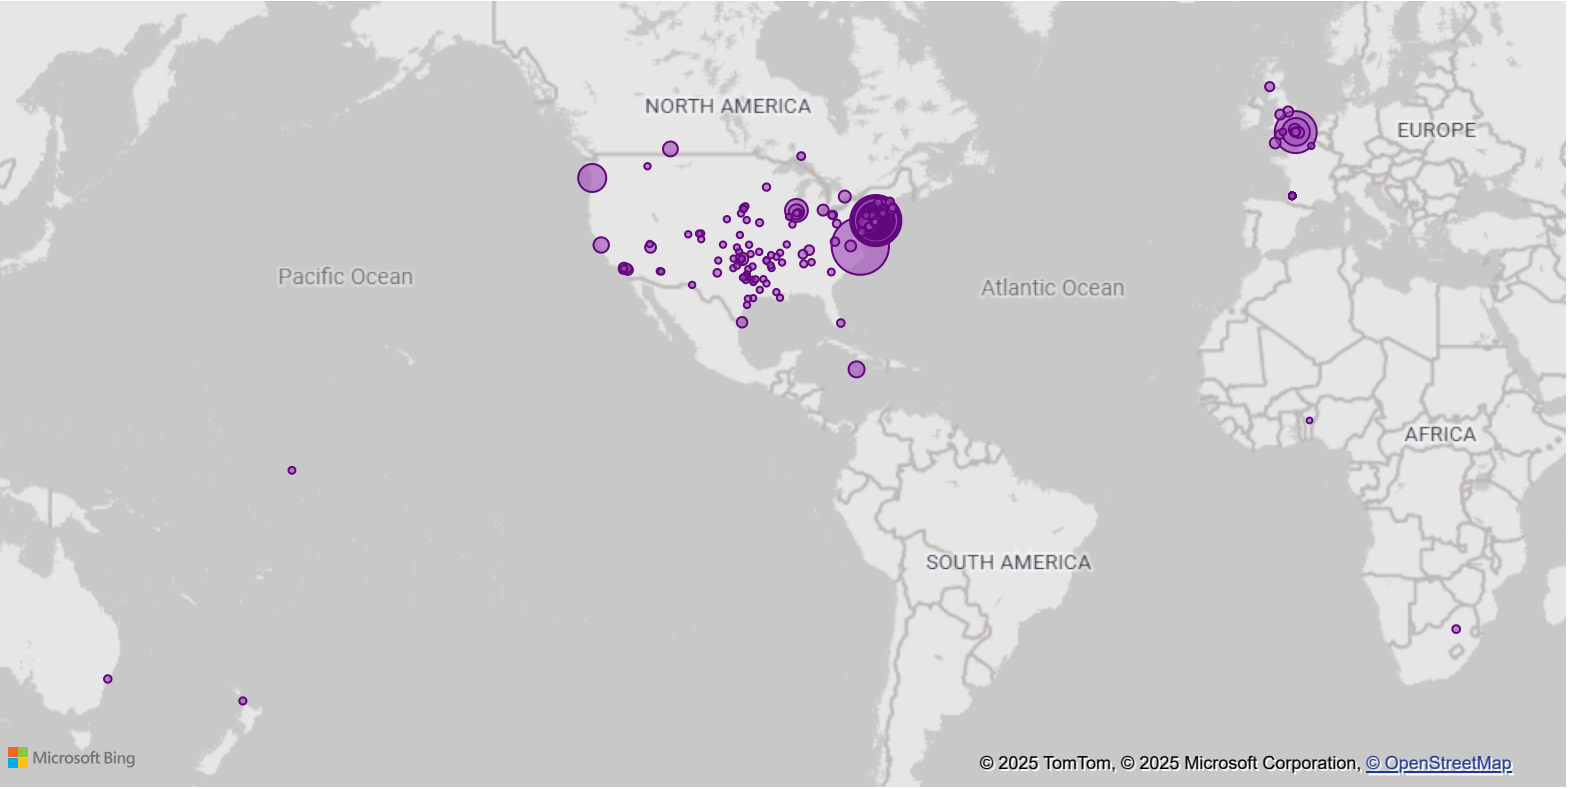 NORTH AMERICA
EUROPE
Pacific Ocean
Atlantic Ocean
AFRICA
SOUTH AMERICA
Microsoft Bing
© 2025 TomTom, © 2025 Microsoft Corporation, © OpenStreetMap